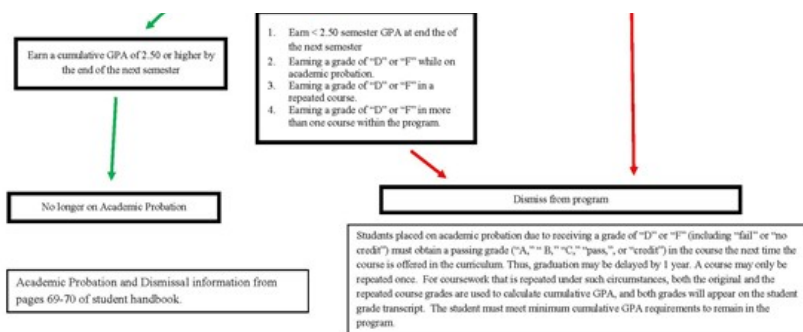 Earn a cumulative GPA of 2.50 or higher by
the end of the next semester
1. Earn < 2.50 semester GPA at end the of
the next semester
2. Earning a grade of “D” or “F” while on
academic probation.
3. Earning a grade of “D” or “F” in a
repeated course.
4. Earning a grade of “D” or “F” in more
than one course within the program.
No longer on Academic Probation
Dismiss from program
Academic Probation and Dismissal information from
pages 69-70 of student handbook.
Students placed on academic probation due to receiving a grade of “D” or “F” (including “fail” or “no
credit”) must obtain a passing grade (“A,” “ B,” “C,” “pass,”, or “credit”) in the course the next time
the course is offered in the curriculum. Thus, graduation may be delayed by 1 year. A course may only be
repeated once. For coursework that is repeated under such circumstances, both the original and the
repeated course grades are used to calculate cumulative GPA, and both grades will appear on the student
grade transcript. The student must meet minimum cumulative GPA requirements to remain in the
program.